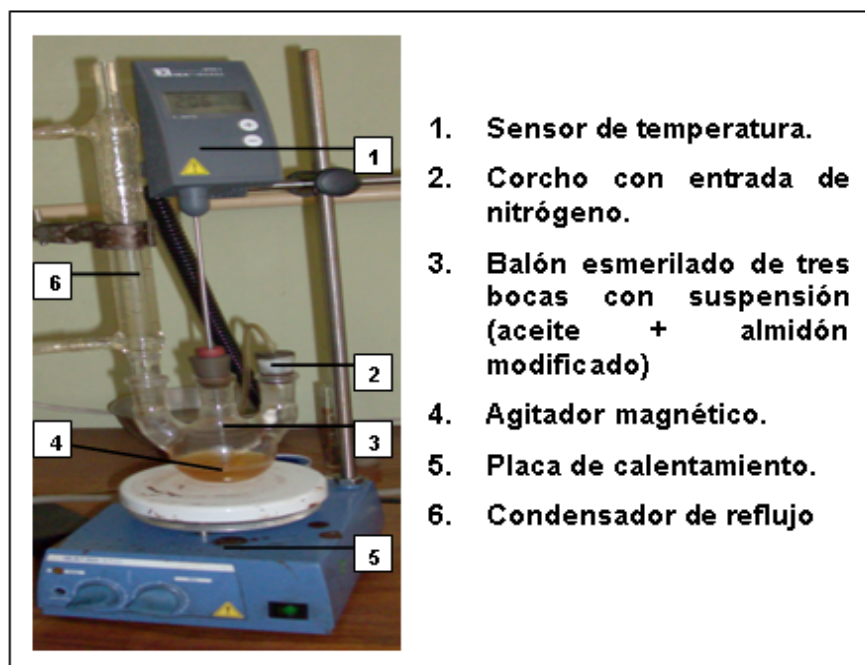 1. Sensor de temperatura.
2. Corcho con entrada de
nitrógeno.
3. Balón esmerilado de tres
bocas con suspensión
(aceite + almidón
modificado)
4. Agitador magnético.
5. Placa de calentamiento.
6. Condensador de reflujo
1
6
2
4
3
5